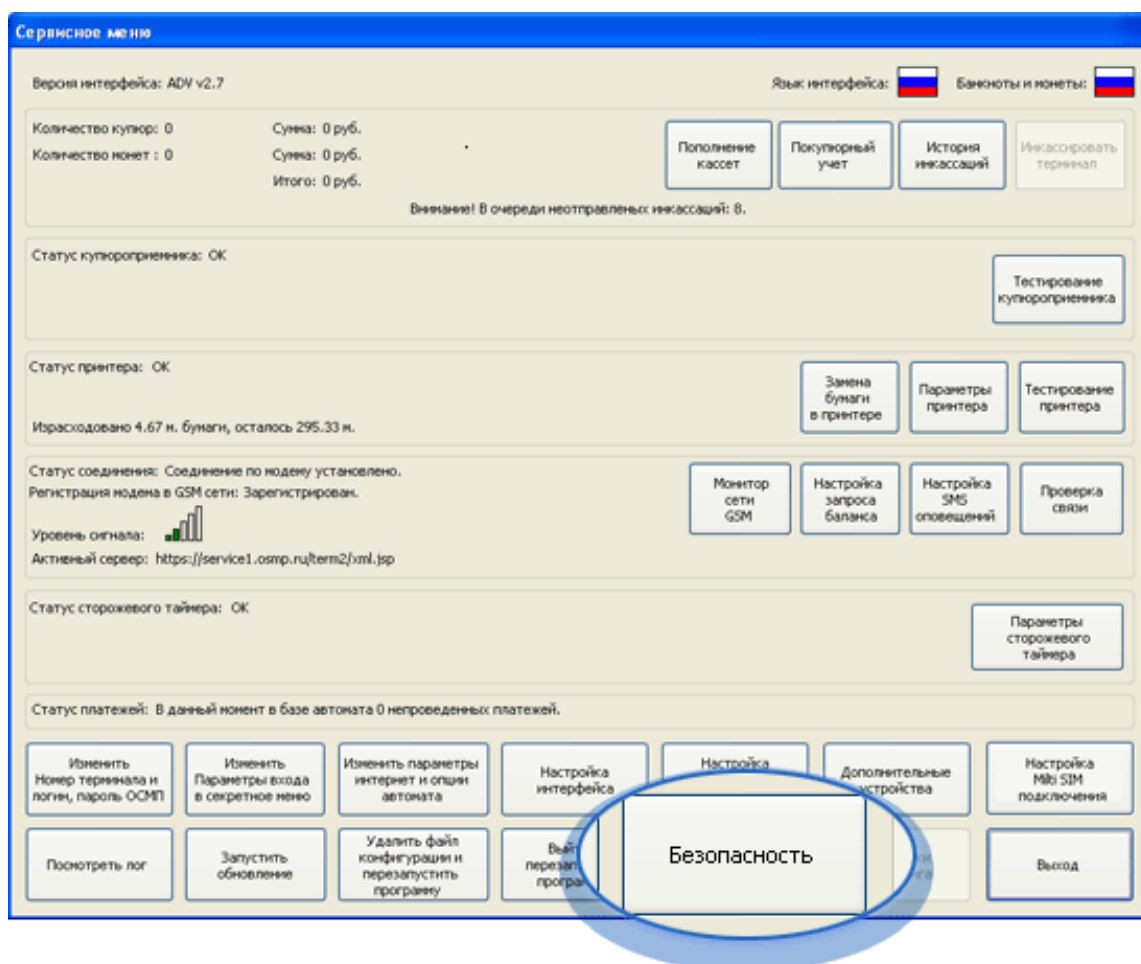 Сервисное меню
Версия интерфейса: ADV v2.7
Язык интерфейса:
Банкноты и монеты:
Количество купюр: 0
Сумма: 0 руб.
Количество монет : 0
Сумма: 0 руб.
Итого: 0 руб.
Пополнение
кассет
Покупюрный
учет
История
инкассаций
Инкассировать
терминал
Внимание! В очереди неотправленых инкассаций: 8.
Статус купюроприемника: OK
Тестирование
купюроприемника
Статус принтера: OK
Замена
бумаги
в принтере
Параметры
принтера
Тестирование
принтера
Израсходовано 4.67 м. бумаги, осталось 295.33 м.
Статус соединения: Соединение по модему установлено.
Регистрация модема в GSM сети: Зарегистрирован.
Уровень сигнала:
Активный сервер: https://service1.osmp.ru/term2/xml.jsp
Монитор
сети
GSM
Настройка
запроса
баланса
Настройка
SMS
оповещений
Проверка
связи
Статус сторожевого таймера: OK
Параметры
сторожевого
таймера
Статус платежей: В данный момент в базе автомата 0 непроведенных платежей.
Изменить
Номер терминала и
логин, пароль ОСМП
Изменить
Параметры входа
в секретное меню
Изменить параметры
интернет и опции
автомата
Настройка
интерфейса
Настройка
Дополнительные
устройства
Настройка
Milti SIM
подключения
Посмотреть лог
Запустить
обновление
Удалить файл
конфигурации и
перезапустить
программу
Безопасность
Выход